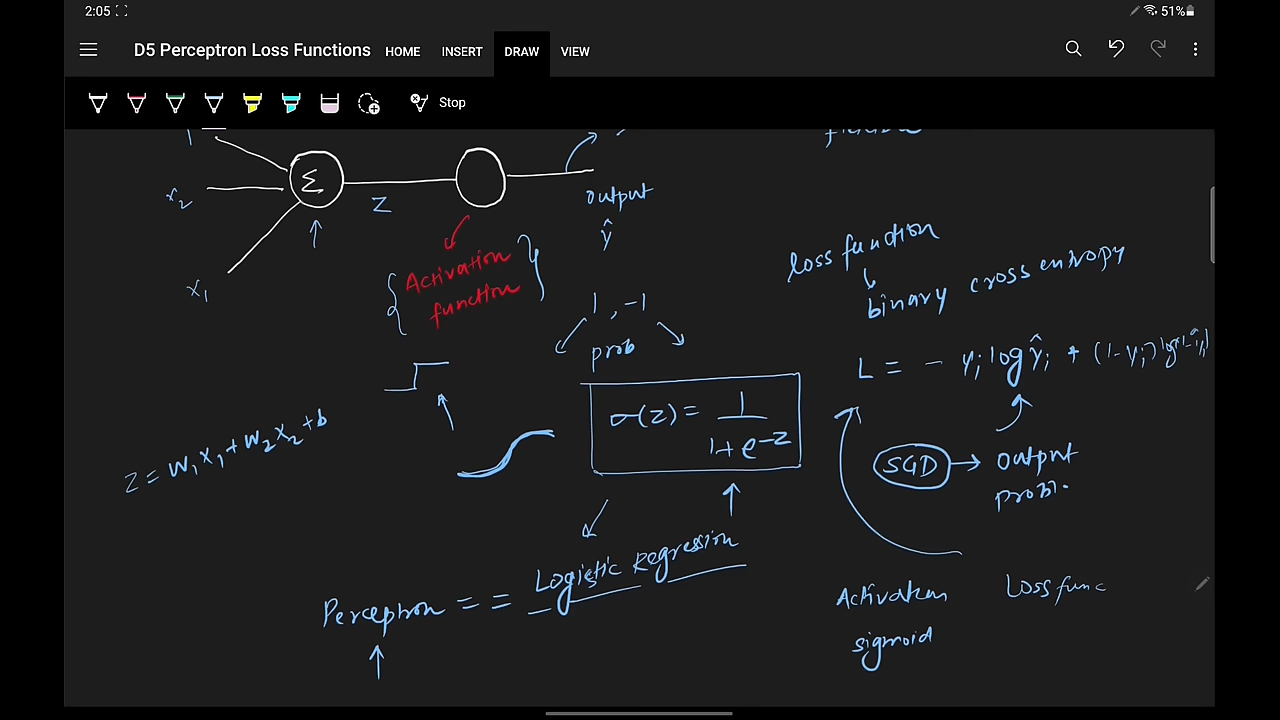 2:05
51%
D5 Perceptron Loss Functions HOME INSERT DRAW VIEW
Stop
1
x2
x1
Σ
Z
Output
ŷ
Activation
function
1, -1
prob
σ(z) = 1 / 1+e^-z
z = w1x1 + w2x2 + b
loss function
binary cross entropy
L = - yi log ŷi + (1-yi) log(1-ŷi)
SGD → output
probl.
Logistic Regression
Perceptron = =
Activation Loss func
sigmoid